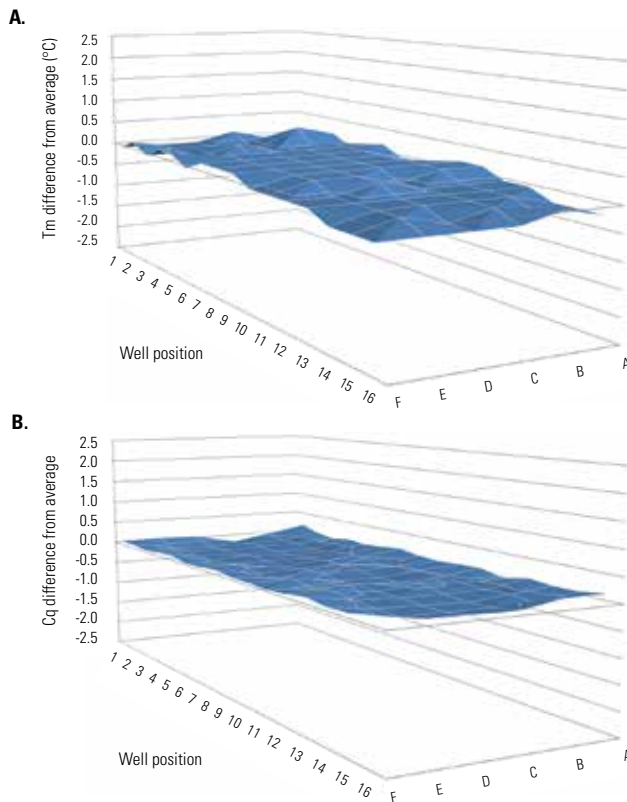 A.
Tm difference from average (°C)
2.5
2.0
1.5
1.0
0.5
0.0
-0.5
-1.0
-1.5
-2.0
-2.5
1 2 3 4 5 6 7 8 9 10 11 12 13 14 15 16
F E D C B A
Well position
B.
Cq difference from average
2.5
2.0
1.5
1.0
0.5
0.0
-0.5
-1.0
-1.5
-2.0
-2.5
1 2 3 4 5 6 7 8 9 10 11 12 13 14 15 16
F E D C B A
Well position